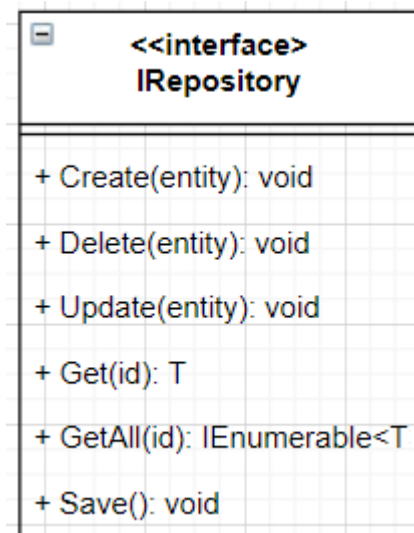 <<interface>
IRepository
+ Create(entity): void
+ Delete(entity): void
+ Update(entity): void
+ Get(id): T
+ GetAll(id): IEnumerable<T
+ Save(): void